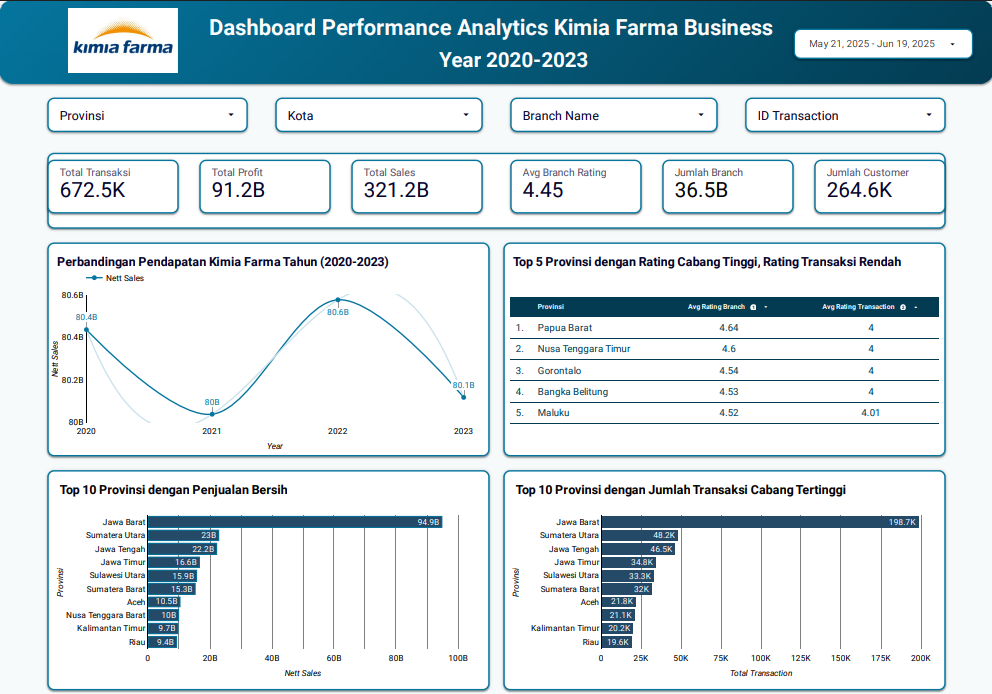 kimia farma
Dashboard Performance Analytics Kimia Farma Business
Year 2020-2023
May 21, 2025 - Jun 19, 2025
Provinsi
Kota
Branch Name
ID Transaction
Total Transaksi
672.5K
Total Profit
91.2B
Total Sales
321.2B
Avg Branch Rating
4.45
Jumlah Branch
36.5B
Jumlah Customer
264.6K
Perbandingan Pendapatan Kimia Farma Tahun (2020-2023)
Nett Sales
80.6B
80.4B
80.2B
80B
Nett Sales
80.4B
80B
80.6B
80.1B
2020
2021
2022
2023
Year
Top 5 Provinsi dengan Rating Cabang Tinggi, Rating Transaksi Rendah
Provinsi Avg Rating Branch 1 Avg Rating Transaction 2
1. Papua Barat 4.64 4
2. Nusa Tenggara Timur 4.6 4
3. Gorontalo 4.54 4
4. Bangka Belitung 4.53 4
5. Maluku 4.52 4.01
Top 10 Provinsi dengan Penjualan Bersih
Provinsi
Jawa Barat 94.9B
Sumatera Utara 23B
Jawa Tengah 22.2B
Jawa Timur 16.6B
Sulawesi Utara 15.9B
Sumatera Barat 15.3B
Aceh 10.5B
Nusa Tenggara Barat 10B
Kalimantan Timur 9.7B
Riau 9.4B
0 20B 40B 60B 80B 100B
Nett Sales
Top 10 Provinsi dengan Jumlah Transaksi Cabang Tertinggi
Provinsi
Jawa Barat 198.7K
Sumatera Utara 48.2K
Jawa Tengah 46.5K
Jawa Timur 34.8K
Sulawesi Utara 33.3K
Sumatera Barat 32K
Aceh 21.8K
21.1K
Kalimantan Timur 20.2K
Riau 19.6K
0 25K 50K 75K 100K 125K 150K 175K 200K
Total Transaction